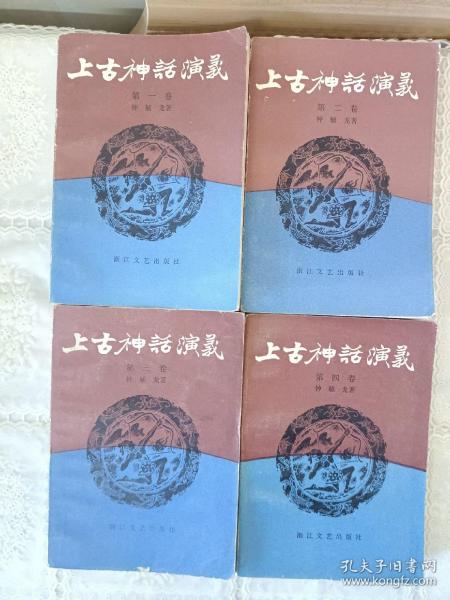 上古神話演義
第一卷
钟毓龙著
浙江文艺出版社
上古神話演義
第二卷
钟毓龙著
浙江文艺出版社
上古神話演義
第三卷
钟毓龙著
浙江文艺出版社
上古神話演義
第四卷
钟毓龙著
浙江文艺出版社
孔夫子旧书网
kongfz.com